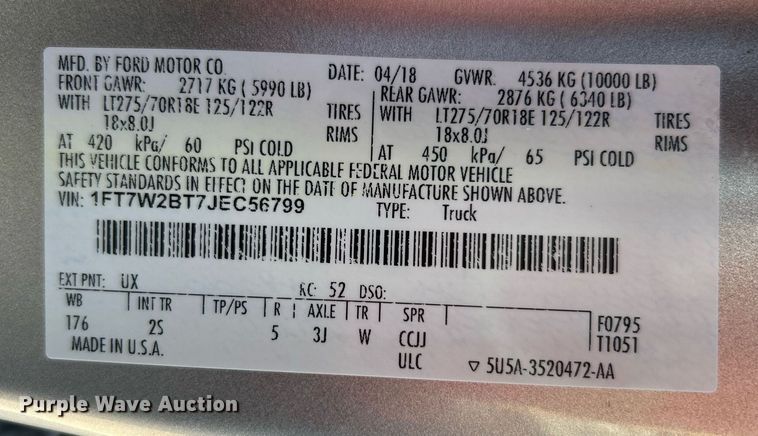 MFD. BY FORD MOTOR CO. DATE: 04/18 GVWR: 4536 KG (10000 LB)
FRONT GAWR: 2717 KG ( 5990 LB) REAR GAWR: 2876 KG ( 6340 LB)
WITH LT275/70R18E 125/122R TIRES WITH LT275/70R18E 125/122R TIRES
18x8.0J RIMS 18x8.0J RIMS
AT 420 kPa/ 60 PSI COLD AT 450 kPa/ 65 PSI COLD
THIS VEHICLE CONFORMS TO ALL APPLICABLE FEDERAL MOTOR VEHICLE
SAFETY STANDARDS IN EFFECT ON THE DATE OF MANUFACTURE SHOWN ABOVE.
VIN: 1FT7W2BT7JEC56799 TYPE: Truck
EXT PNT: UX RC: 52 DSO:
WB INT TR TP/PS R AXLE TR SPR F0795
176 2S 5 3J W CCJJ T1051
MADE IN U.S.A. ULC 5U5A-3520472-AA
Purple Wave Auction